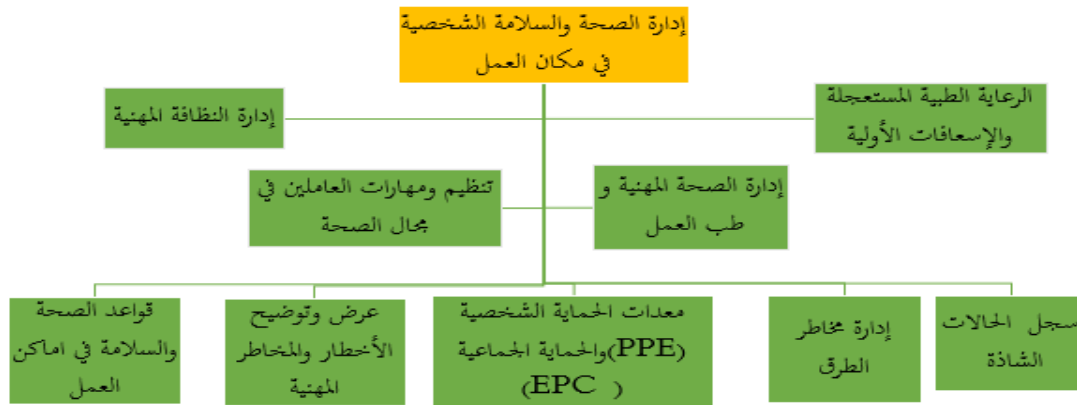 إدارة الصحة والسلامة الشخصية
في مكان العمل
الرعاية الطبية المستعجلة
والإسعافات الأولية
إدارة النظافة المهنية
إدارة الصحة المهنية و
طب العمل
تنظيم ومهارات العاملين في
مجال الصحة
سجل الحالات
الشاذة
إدارة مخاطر
الطرق
معدات الحماية الشخصية
(PPE)والحماية الجماعية
(EPC )
عرض وتوضيح
الأخطار والمخاطر
المهنية
قواعد الصحة
والسلامة في اماكن
العمل